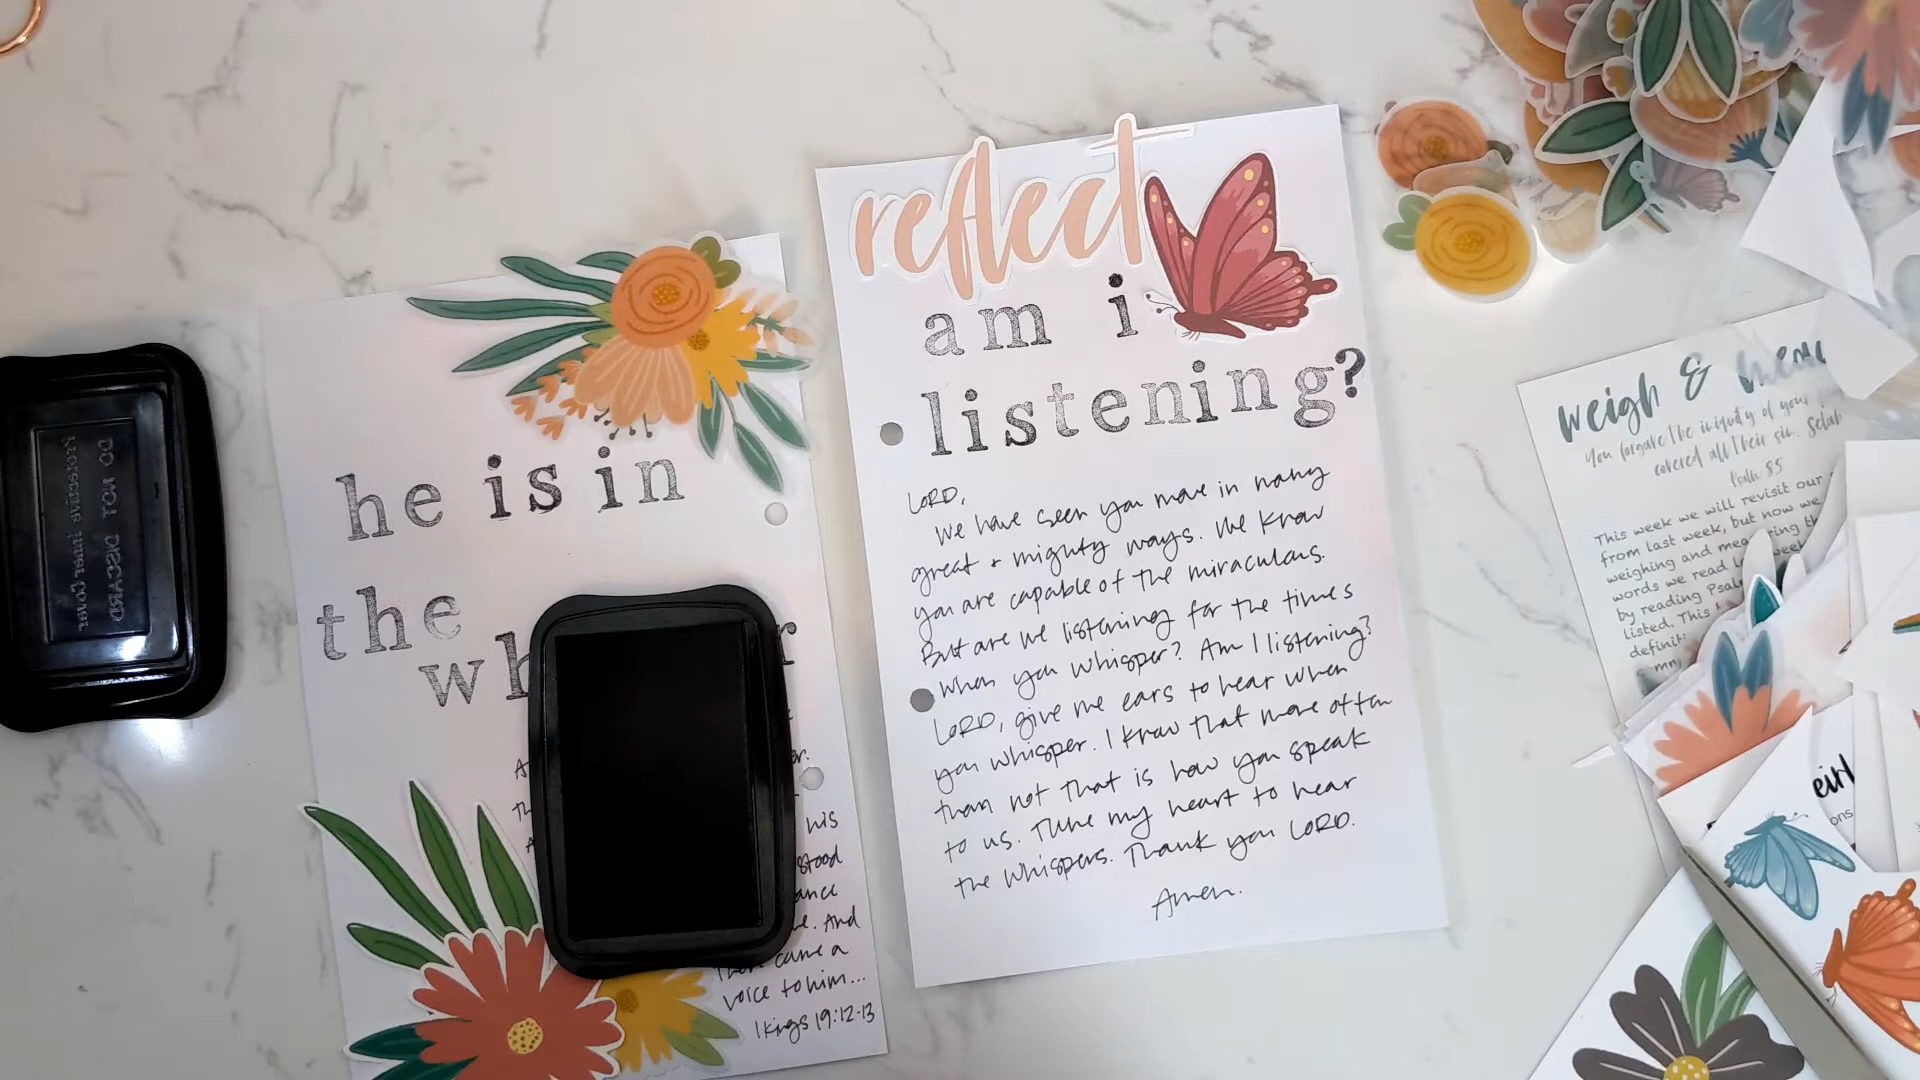 he is in
the
wh r
A er.
Th
his
stood
ance
e. And
Then came a
voice to him...
1 Kings 19:12-13
reflect
am i
listening?
LORD,
We have seen you move in many
great + mighty ways. We know
you are capable of the miraculous.
But are we listening for the times
when you whisper? Am I listening?
LORD, give me ears to hear when
you whisper. I know that more often
than not that is how you speak
to us. Tune my heart to hear
the whispers. Thank you LORD.
Amen.
weigh &
You forgave the iniquity of your
covered all their sin. Selah
Psalm 85
This week we will revisit our
from last week, but now we
weighing and measuring th
words we read
by reading Psal
listed. This
definit
mn,
ons
Protective Insert Cover
DO NOT DISCARD